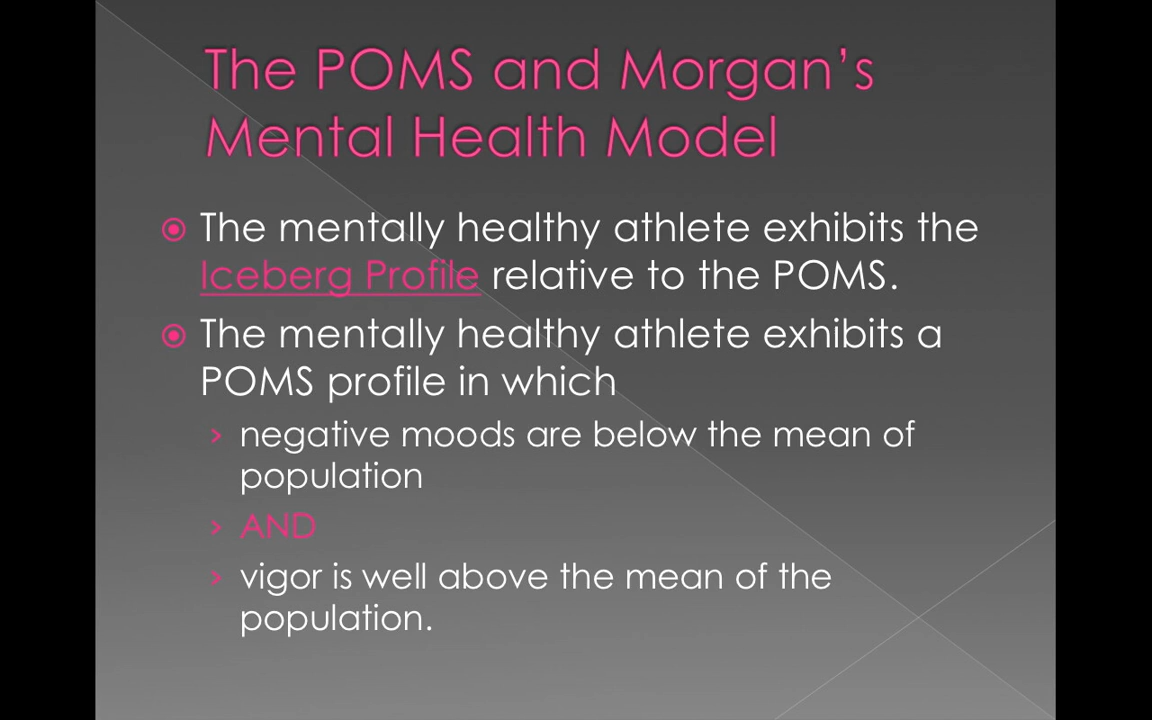 The POMS and Morgan’s
Mental Health Model
The mentally healthy athlete exhibits the
Iceberg Profile relative to the POMS.
The mentally healthy athlete exhibits a
POMS profile in which
negative moods are below the mean of
population
AND
vigor is well above the mean of the
population.